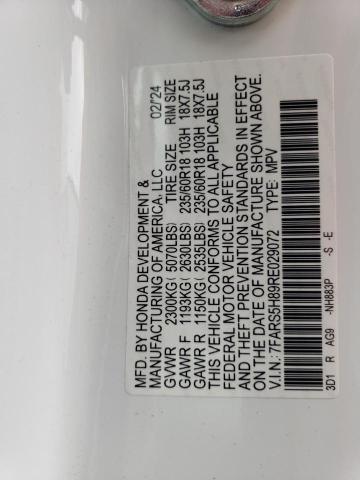 MFD. BY HONDA DEVELOPMENT &
MANUFACTURING OF AMERICA, LLC 02/'24
GVWR 2300KG(5070LBS) TIRE SIZE RIM SIZE
GAWR F 1193KG(2630LBS) 235/60R18 103H 18X7.5J
GAWR R 1150KG(2535LBS) 235/60R18 103H 18X7.5J
THIS VEHICLE CONFORMS TO ALL APPLICABLE
FEDERAL MOTOR VEHICLE SAFETY
AND THEFT PREVENTION STANDARDS IN EFFECT
ON THE DATE OF MANUFACTURE SHOWN ABOVE.
V.I.N.:7FARS5H89RE029072 TYPE: MPV
3D1 R AG9 -NH883P -S -E